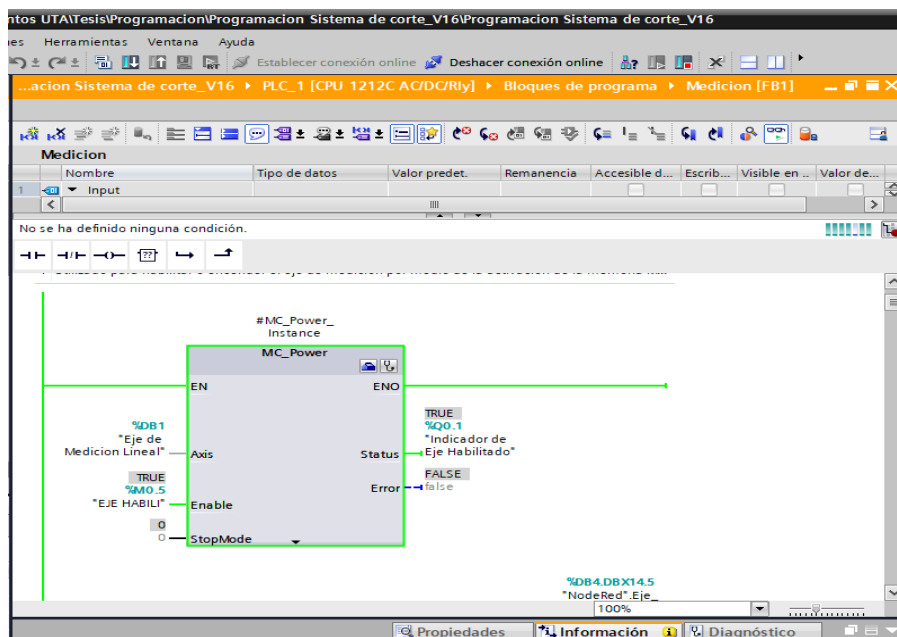 ntos UTA\Tesis\Programacion\Programacion Sistema de corte_V16\Programacion Sistema de corte_V16
es Herramientas Ventana Ayuda
Establecer conexión online Deshacer conexión online
...acion Sistema de corte_V16 ▸ PLC_1 [CPU 1212C AC/DC/Rly] ▸ Bloques de programa ▸ Medicion [FB1]
Medicion
Nombre Tipo de datos Valor predet. Remanencia Accesible d... Escrib... Visible en .. Valor de...
1 Input
No se ha definido ninguna condición.
??
#MC_Power_
Instance
MC_Power
EN ENO
%DB1
"Eje de
Medicion Lineal" Axis
TRUE
%Q0.1
"Indicador de
Status Eje Habilitado"
TRUE
%M0.5
"EJE HABILI" Enable
FALSE
Error false
0
0 StopMode
%DB4.DBX14.5
"NodeRed".Eje_
100%
Propiedades Información Diagnóstico